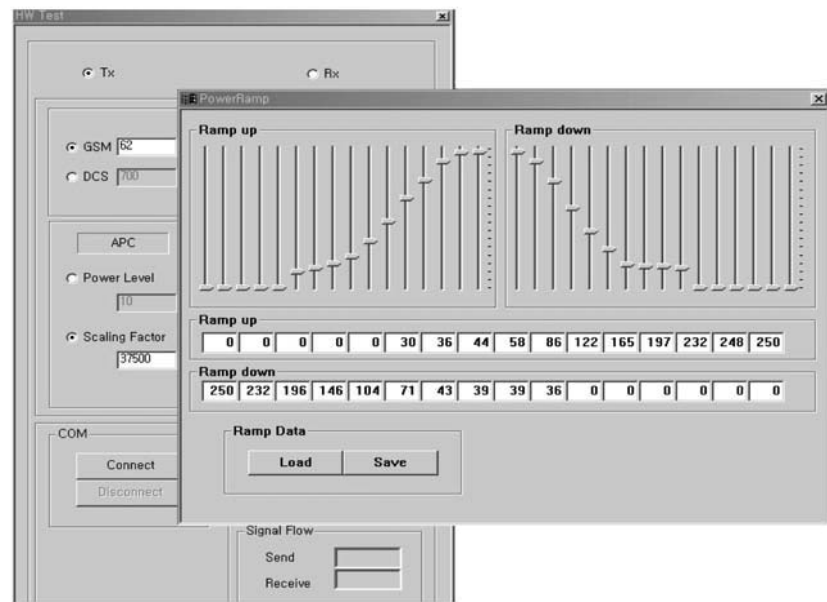 HW Test
Tx Rx
PowerRamp
Ramp up Ramp down
GSM 62
DCS 700
APC
Power Level
10
Scaling Factor
37500
Ramp up
0 0 0 0 0 30 36 44 58 86 122 165 197 232 248 250
Ramp down
250 232 196 146 104 71 43 39 39 36 0 0 0 0 0 0
Ramp Data
Load Save
COM
Connect
Disconnect
Signal Flow
Send
Receive